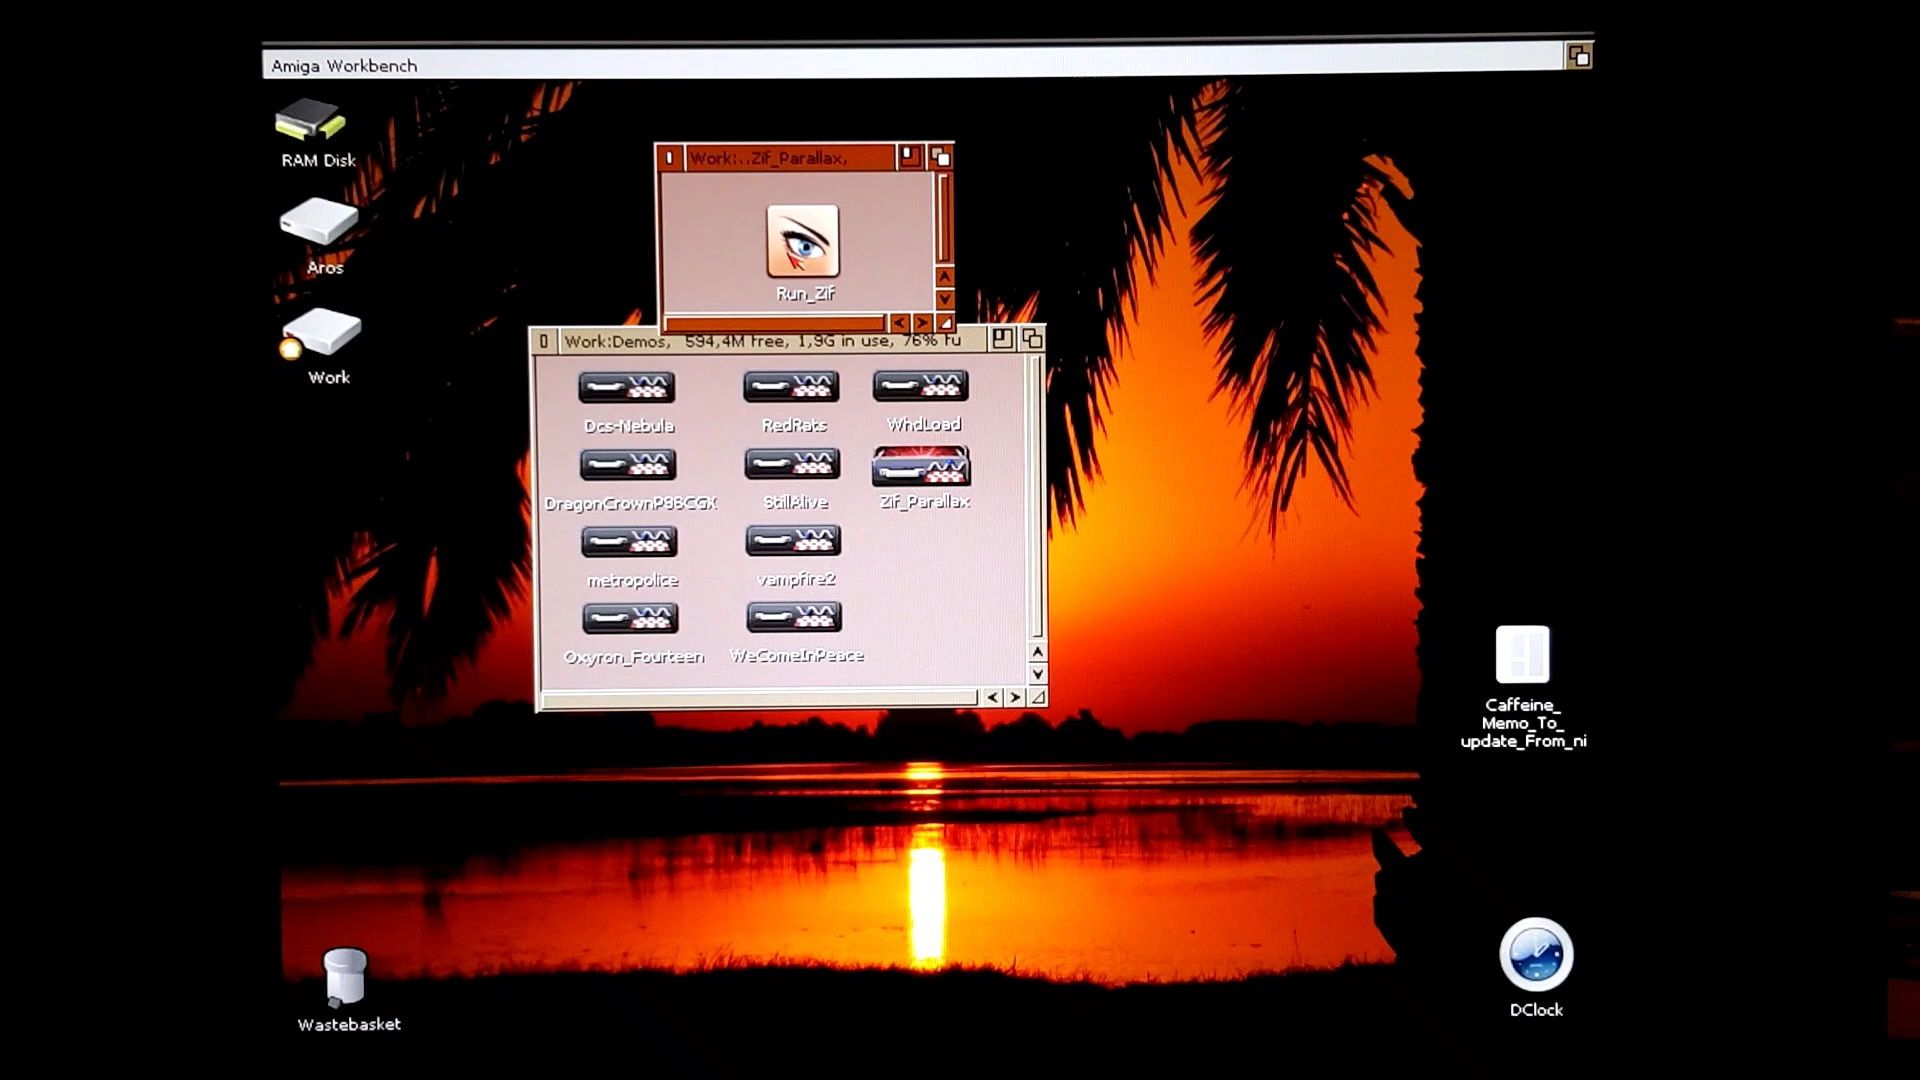 Amiga Workbench
RAM Disk
Aros
Work
Work:..Zif_Parallax,
Run_Zif
Work:Demos, 594,4M free, 1,9G in use, 76% fu
Dcs-Nebula
RedRats
WhdLoad
DragonCrownP96CGX
StillAlive
Zif_Parallax
metropolice
vampfire2
Oxyron_Fourteen
WeComeInPeace
Caffeine_
Memo_To_
update_From_ni
Wastebasket
DClock